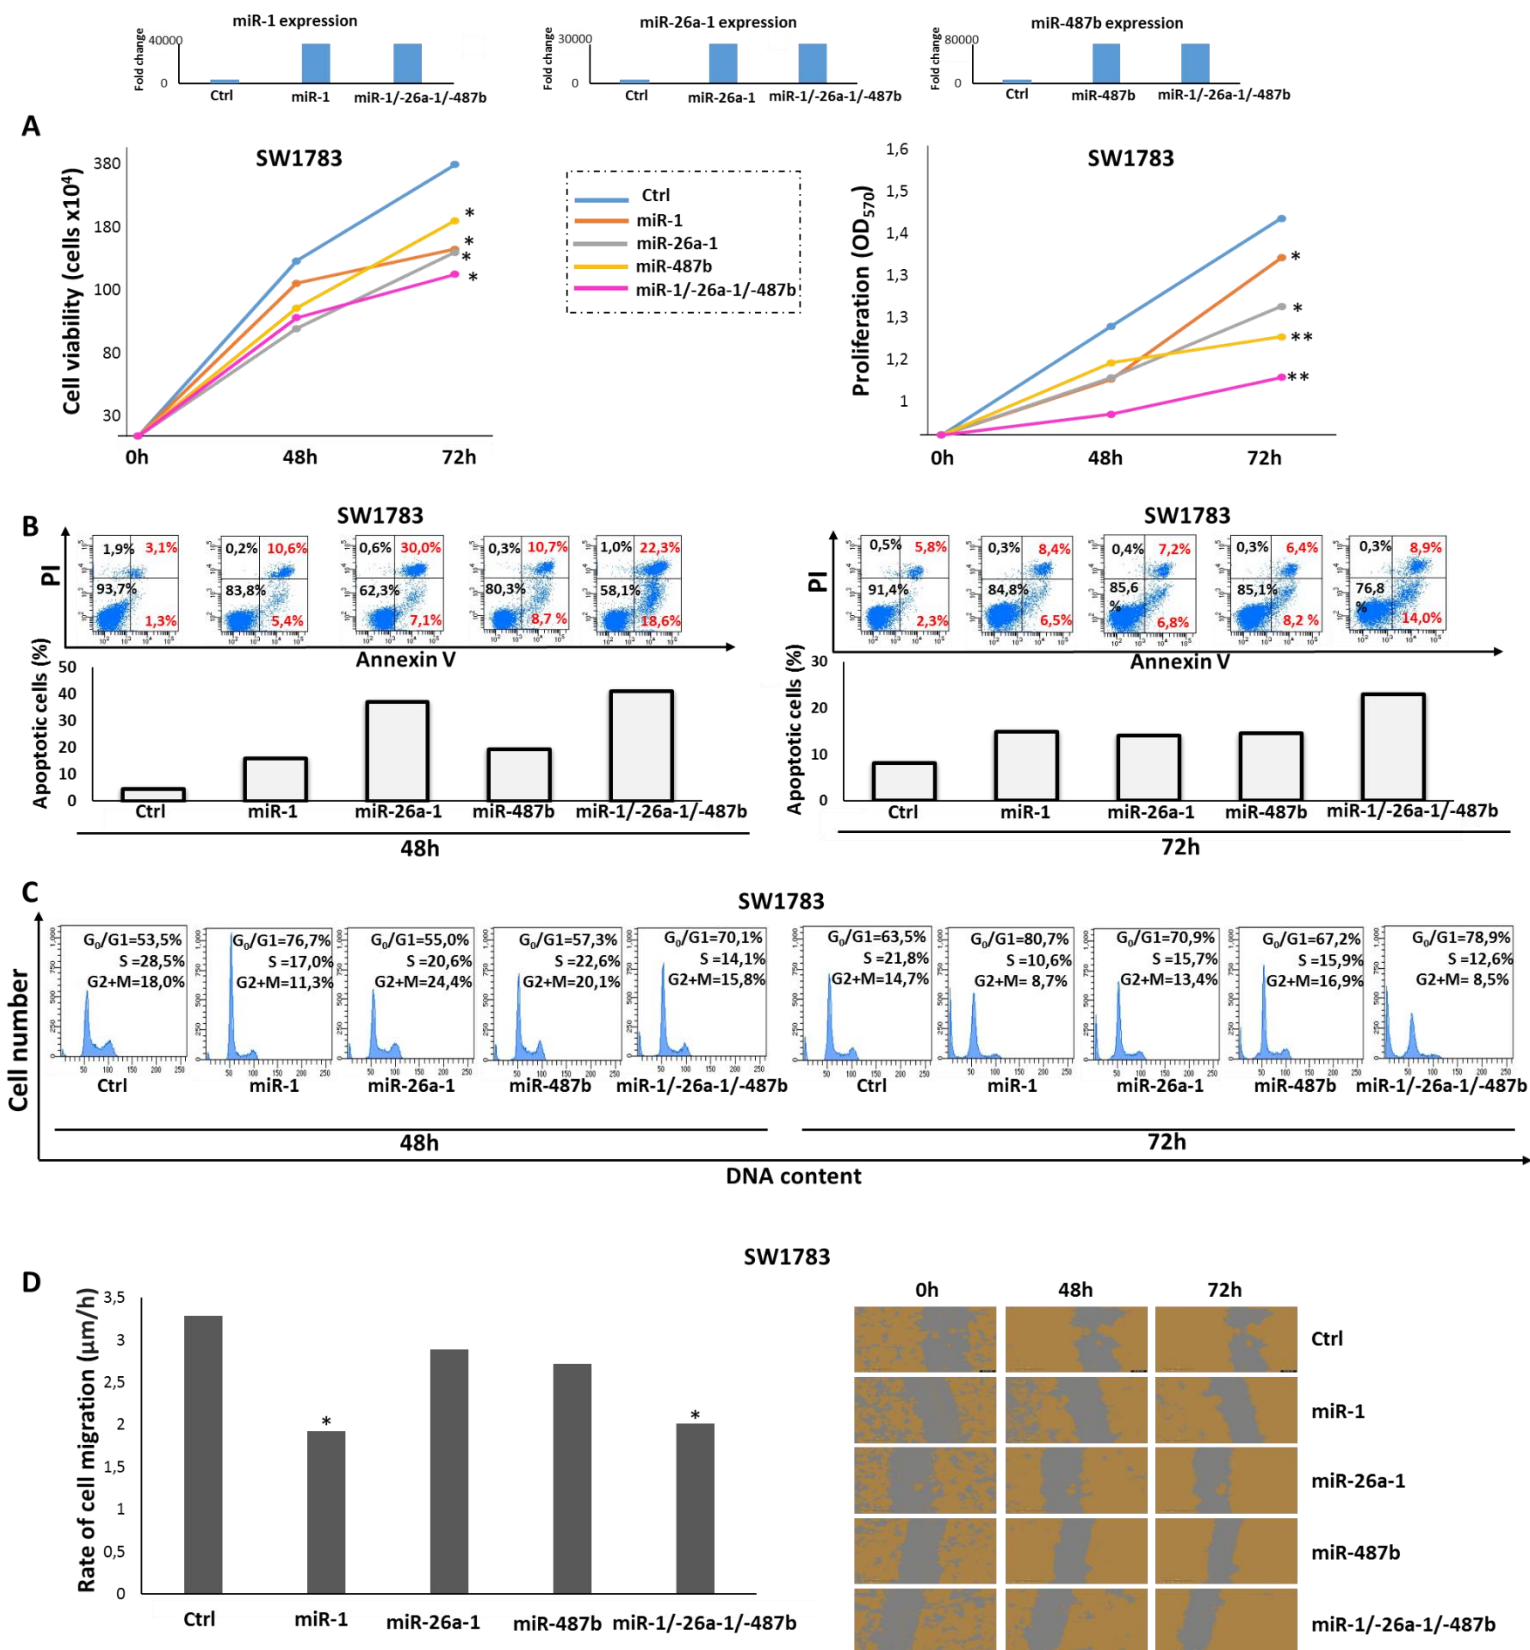 miR-1 expression
Fold change
40000
0
Ctrl
miR-1
miR-1/-26a-1/-487b
miR-26a-1 expression
Fold change
30000
0
Ctrl
miR-26a-1
miR-1/-26a-1/-487b
miR-487b expression
Fold change
80000
0
Ctrl
miR-487b
miR-1/-26a-1/-487b
A
SW1783
Cell viability (cells x10⁴)
380
180
100
80
30
0h
48h
72h
*
*
*
*
Ctrl
miR-1
miR-26a-1
miR-487b
miR-1/-26a-1/-487b
SW1783
Proliferation (OD₅₇₀)
1,6
1,5
1,4
1,3
1,3
1,2
1
0h
48h
72h
*
*
**
**
B
SW1783
PI
1,9% 3,1%
93,7%
1,3%
0,2% 10,6%
83,8%
5,4%
0,6% 30,0%
62,3%
7,1%
0,3% 10,7%
80,3%
8,7 %
1,0% 22,3%
58,1%
18,6%
Annexin V
Apoptotic cells (%)
50
40
30
20
10
0
Ctrl
miR-1
miR-26a-1
miR-487b
miR-1/-26a-1/-487b
48h
SW1783
PI
0,5% 5,8%
91,4%
2,3%
0,3% 8,4%
84,8%
6,5%
0,4% 7,2%
85,6
%
6,8%
0,3% 6,4%
85,1%
8,2 %
0,3% 8,9%
76,8
%
14,0%
Annexin V
Apoptotic cells (%)
30
20
10
0
Ctrl
miR-1
miR-26a-1
miR-487b
miR-1/-26a-1/-487b
72h
C
SW1783
Cell number
G₀/G1=53,5%
S =28,5%
G2+M=18,0%
Ctrl
G₀/G1=76,7%
S =17,0%
G2+M=11,3%
miR-1
G₀/G1=55,0%
S =20,6%
G2+M=24,4%
miR-26a-1
G₀/G1=57,3%
S =22,6%
G2+M=20,1%
miR-487b
G₀/G1=70,1%
S =14,1%
G2+M=15,8%
miR-1/-26a-1/-487b
G₀/G1=63,5%
S =21,8%
G2+M=14,7%
Ctrl
G₀/G1=80,7%
S =10,6%
G2+M= 8,7%
miR-1
G₀/G1=70,9%
S =15,7%
G2+M=13,4%
miR-26a-1
G₀/G1=67,2%
S =15,9%
G2+M=16,9%
miR-487b
G₀/G1=78,9%
S =12,6%
G2+M= 8,5%
miR-1/-26a-1/-487b
48h
72h
DNA content
SW1783
D
Rate of cell migration (µm/h)
3,5
3
2,5
2
1,5
1
0,5
0
*
*
Ctrl
miR-1
miR-26a-1
miR-487b
miR-1/-26a-1/-487b
0h
48h
72h
Ctrl
miR-1
miR-26a-1
miR-487b
miR-1/-26a-1/-487b